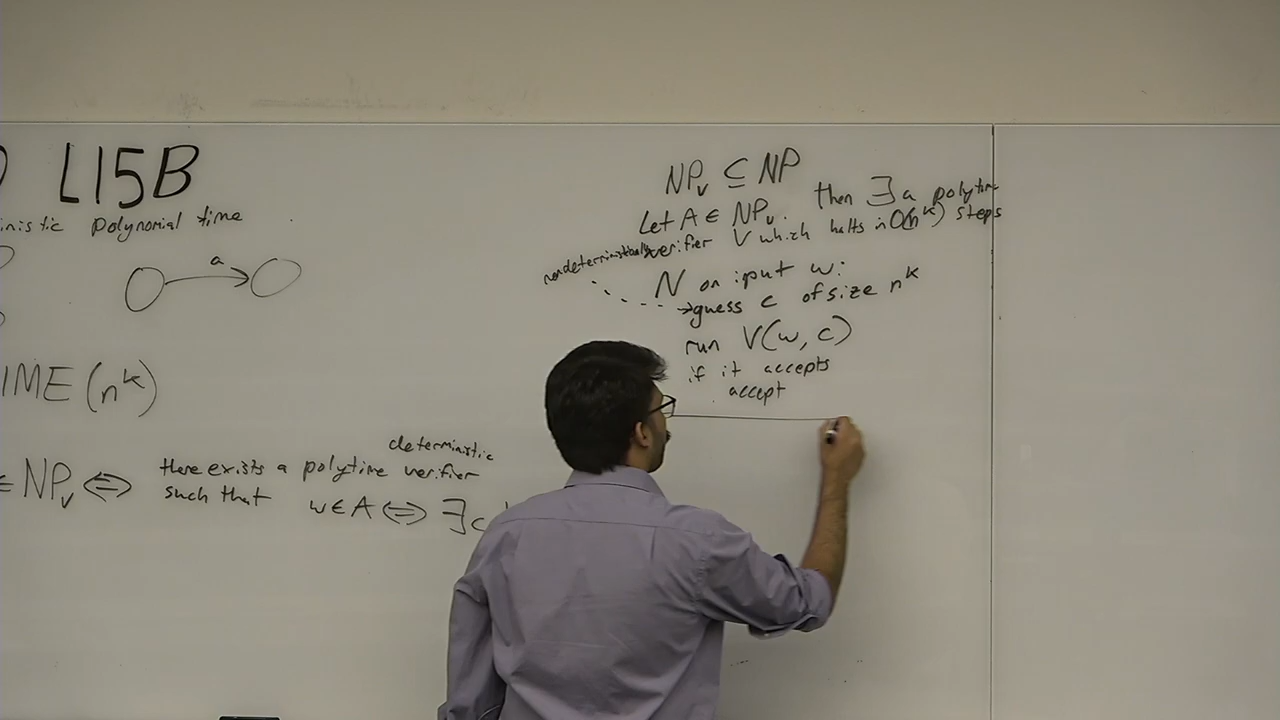 L15B
inistic polynomial time
a
IME (n^k)
∈ NP_v ⇔ there exists a polytime verifier
deterministic
such that w ∈ A ⇔ ∃c
NP_v ⊆ NP
Let A ∈ NP_v. then ∃ a polytim
verifier V which halts in O(n^k) steps
nondeterministically
N on input w:
→ guess c of size n^k
run V(w, c)
if it accepts
accept